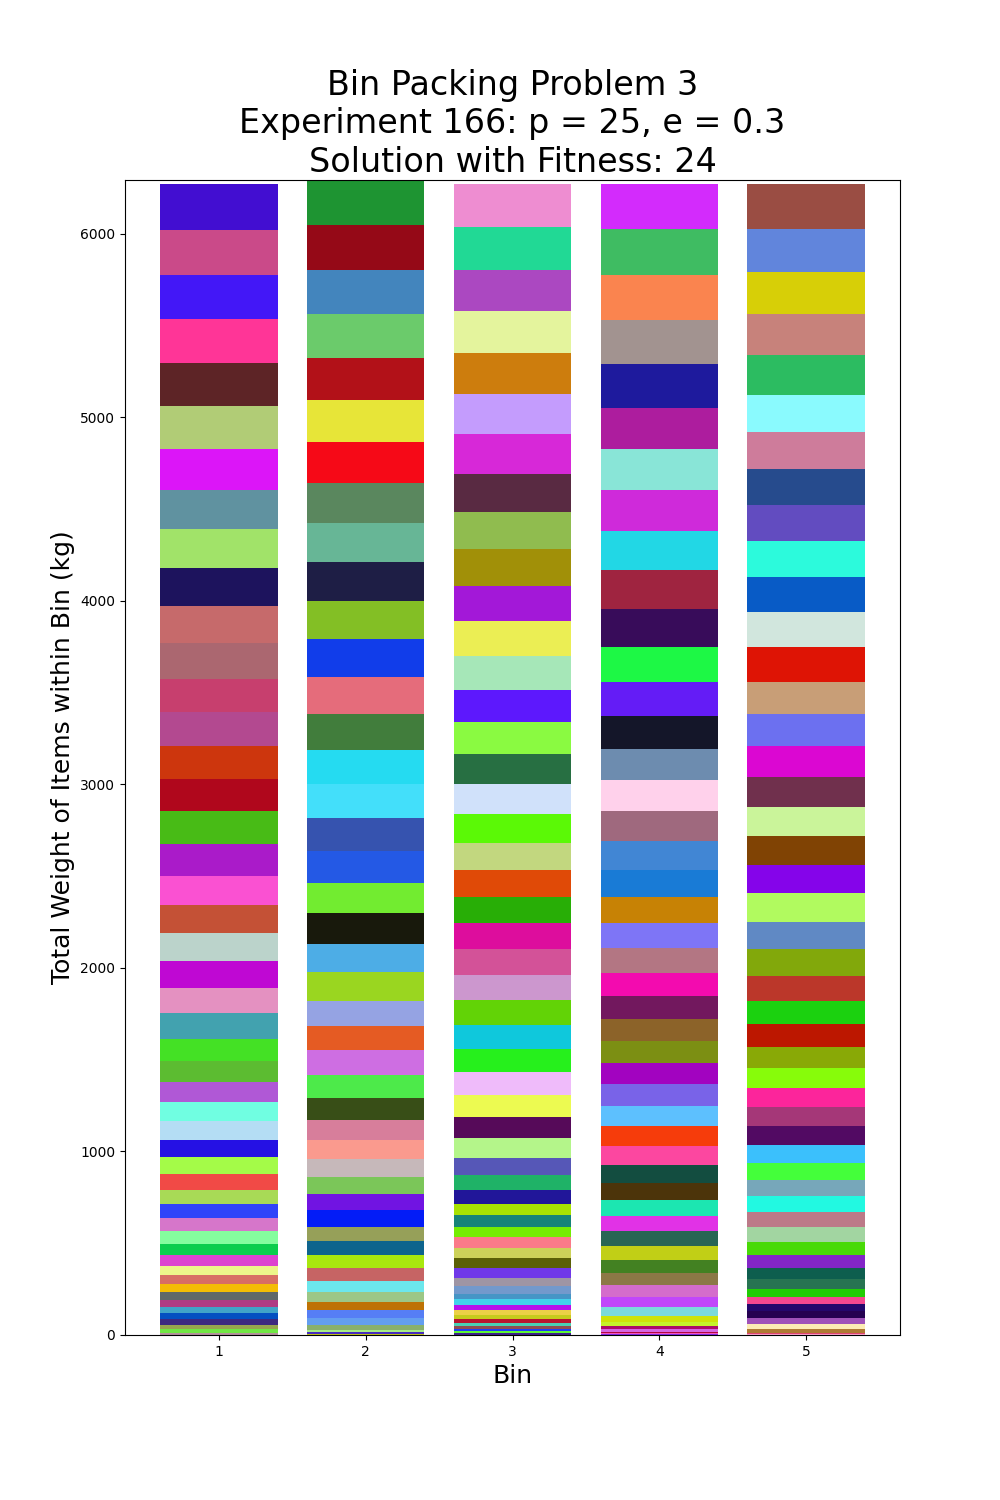 Bin Packing Problem 3
Experiment 166: p = 25, e = 0.3
Solution with Fitness: 24
Total Weight of Items within Bin (kg)
6000
5000
4000
3000
2000
1000
0
1 2 3 4 5
Bin